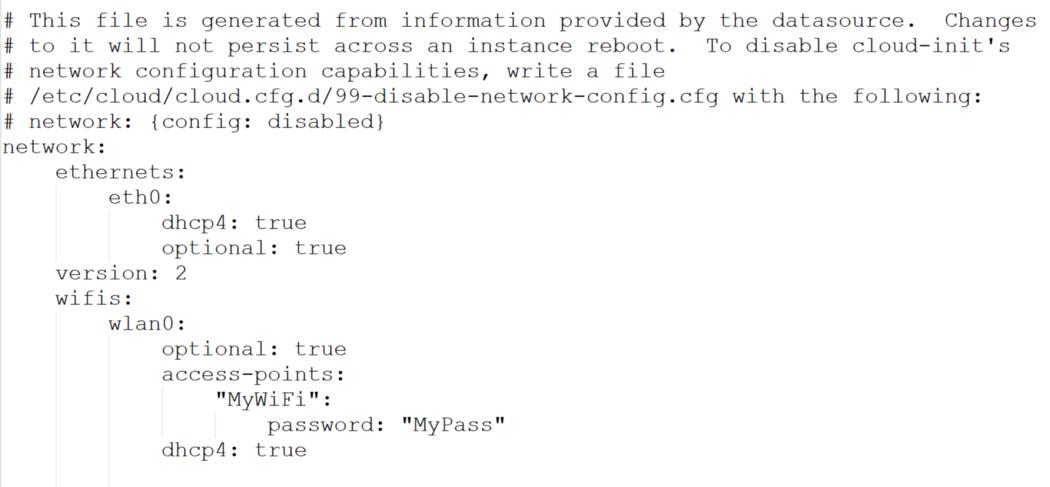 # This file is generated from information provided by the datasource.  Changes
# to it will not persist across an instance reboot.  To disable cloud-init's
# network configuration capabilities, write a file
# /etc/cloud/cloud.cfg.d/99-disable-network-config.cfg with the following:
# network: {config: disabled}
network:
    ethernets:
        eth0:
            dhcp4: true
            optional: true
    version: 2
    wifis:
        wlan0:
            optional: true
            access-points:
                "MyWiFi":
                    password: "MyPass"
            dhcp4: true